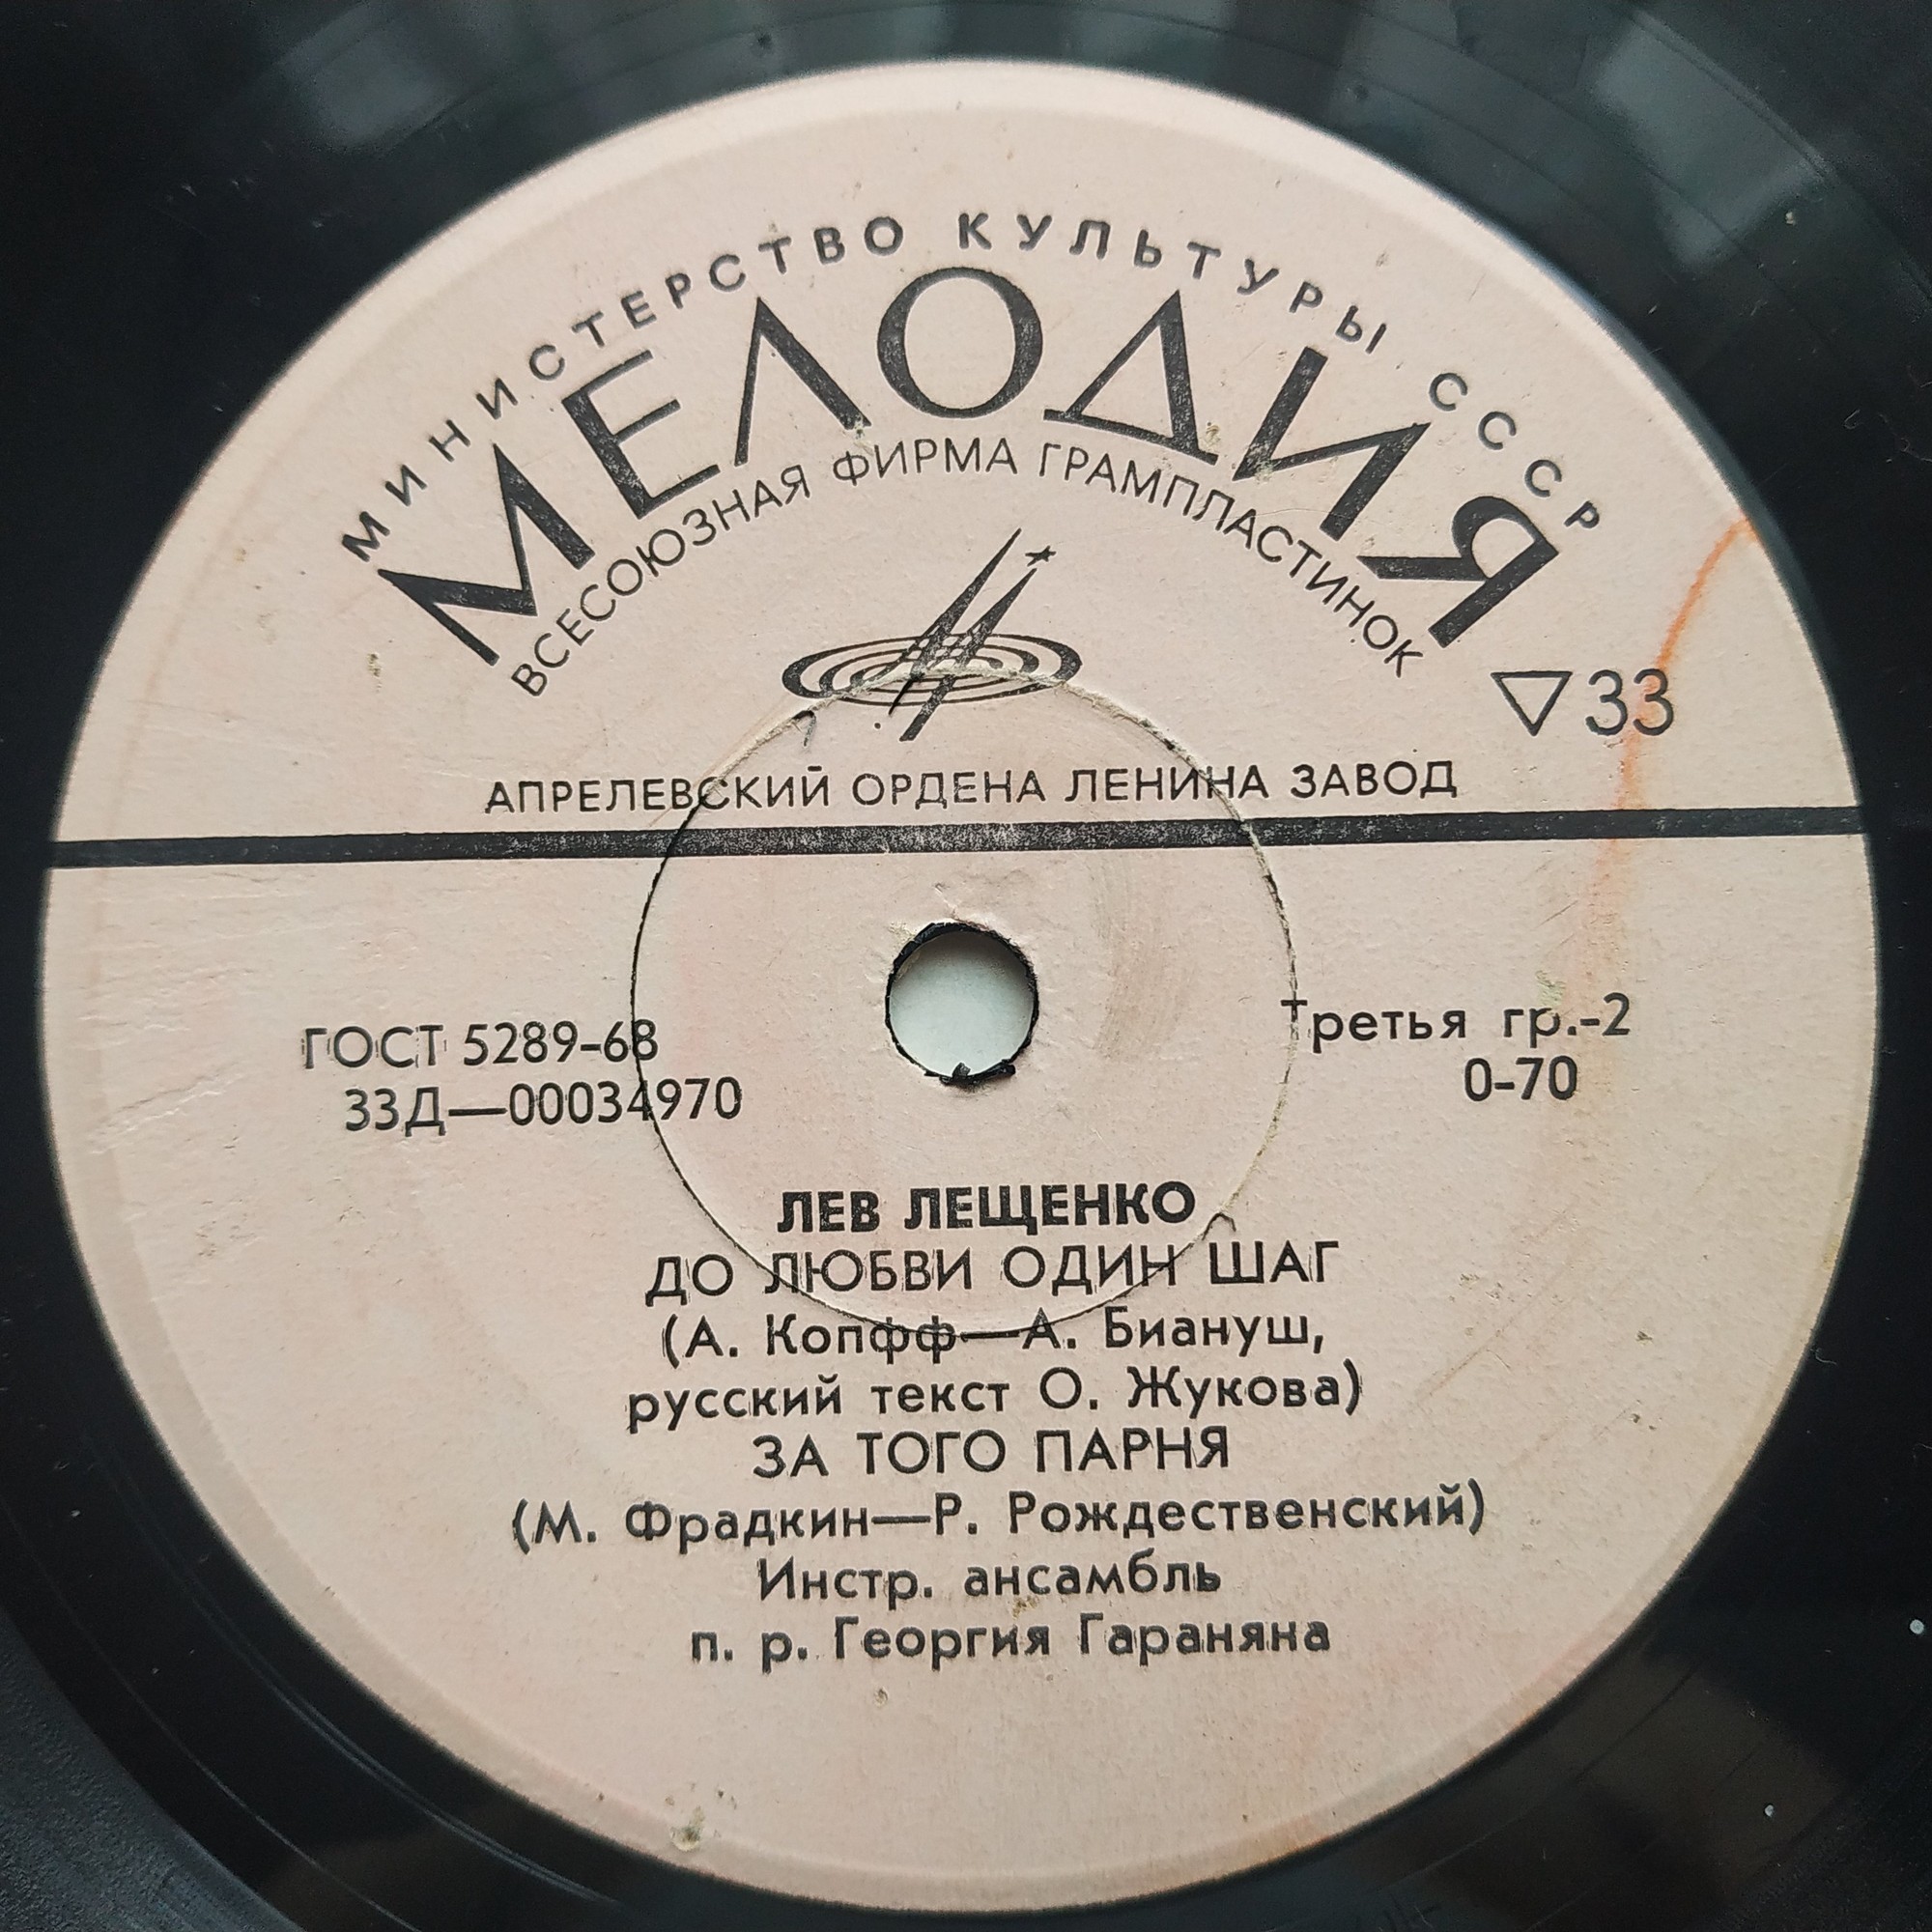 МИНИСТЕРСТВО КУЛЬТУРЫ СССР
МЕЛОДИЯ
ВСЕСОЮЗНАЯ ФИРМА ГРАМПЛАСТИНОК
▽33
АПРЕЛЕВСКИЙ ОРДЕНА ЛЕНИНА ЗАВОД
ГОСТ 5289-68
33Д—00034970
Третья гр.-2
0-70
ЛЕВ ЛЕЩЕНКО
ДО ЛЮБВИ ОДИН ШАГ
(А. Копфф—А. Биануш,
русский текст О. Жукова)
ЗА ТОГО ПАРНЯ
(М. Фрадкин—Р. Рождественский)
Инстр. ансамбль
п. р. Георгия Гараняна